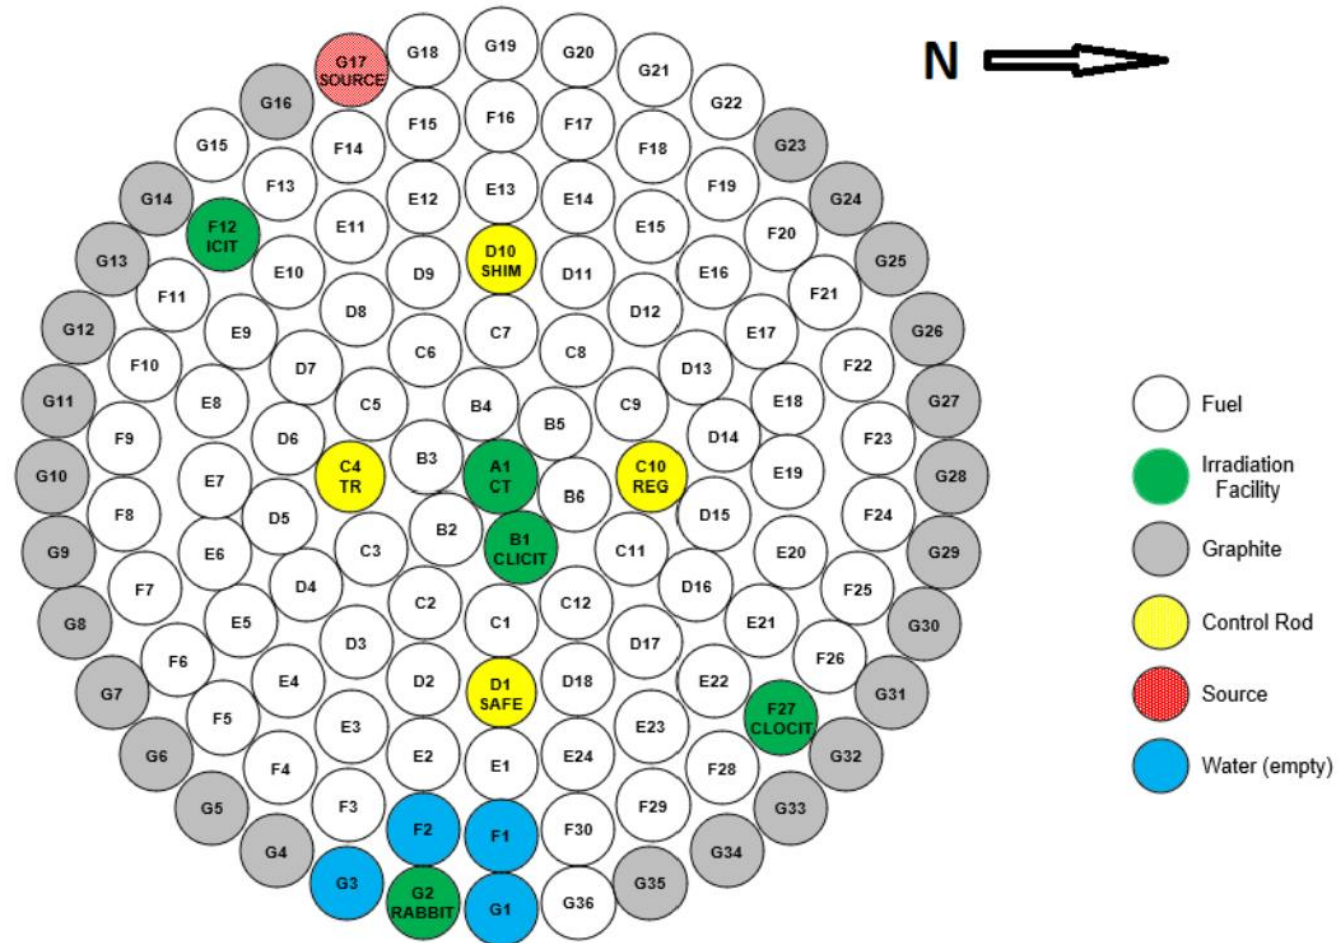 G19
G18
G20
G17
SOURCE
G21
N
G16
G22
F16
F15
F17
G15
F14
F18
G23
F13
F19
E13
G14
E12
E14
G24
F12
ICIT
E11
E15
F20
D10
SHIM
G13
E10
D9
D11
E16
G25
F11
F21
D8
D12
G12
E9
C7
E17
G26
F10
D7
C6
C8
D13
F22
G11
E8
C5
B4
C9
E18
G27
Fuel
B5
F9
D6
D14
F23
B3
G10
E7
C4
TR
A1
CT
C10
REG
E19
G28
Irradiation
Facility
B6
F8
D5
D15
F24
B2
G9
E6
C3
B1
CLICIT
C11
E20
G29
Graphite
F7
D4
D16
F25
C2
C12
G8
E5
C1
E21
G30
Control Rod
D3
D17
F6
F26
G7
E4
D2
D1
SAFE
D18
E22
G31
Source
F5
E3
E23
F27
CLOCIT
G6
E2
E24
G32
F4
E1
F28
Water (empty)
G5
F3
F29
G33
F2
F1
F30
G4
G34
G3
G2
RABBIT
G1
G36
G35